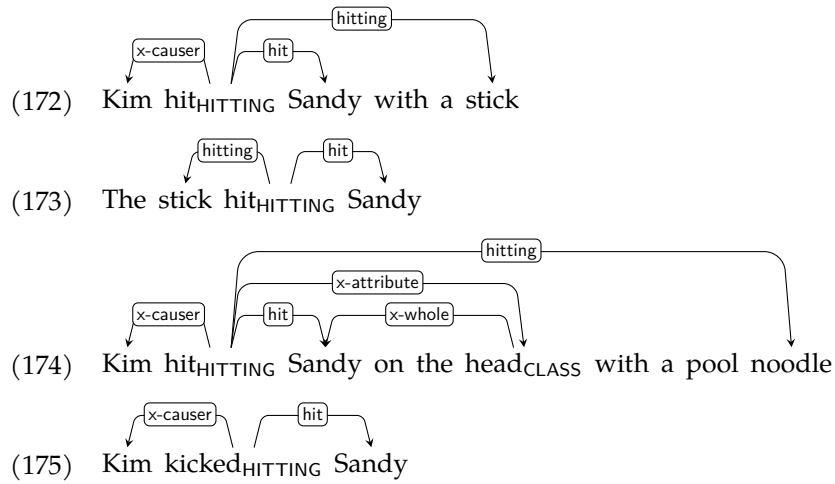 hitting
x-causer hit
(172) Kim hitHITTING Sandy with a stick
hitting hit
(173) The stick hitHITTING Sandy
hitting
x-attribute
x-causer hit x-whole
(174) Kim hitHITTING Sandy on the headCLASS with a pool noodle
x-causer hit
(175) Kim kickedHITTING Sandy